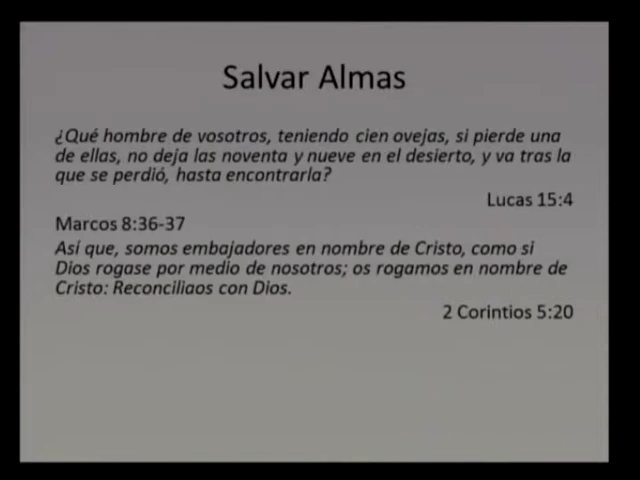 Salvar Almas
¿Qué hombre de vosotros, teniendo cien ovejas, si pierde una
de ellas, no deja las noventa y nueve en el desierto, y va tras la
que se perdió, hasta encontrarla?
Lucas 15:4
Marcos 8:36-37
Así que, somos embajadores en nombre de Cristo, como si
Dios rogase por medio de nosotros; os rogamos en nombre de
Cristo: Reconciliaos con Dios.
2 Corintios 5:20